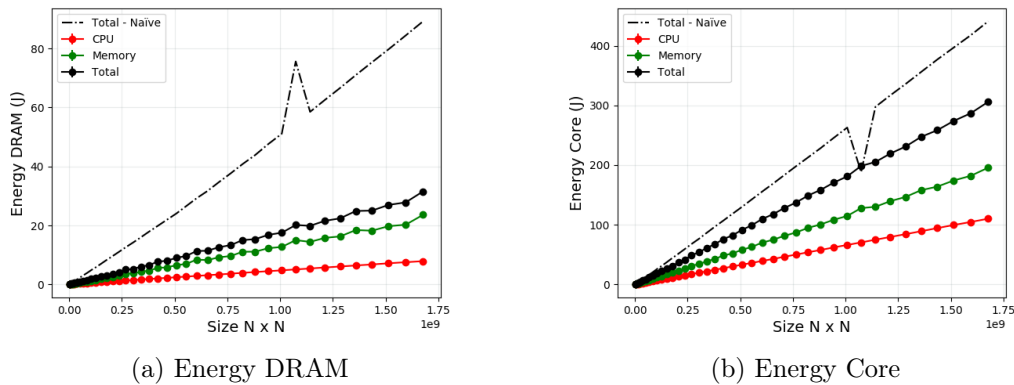 Total - Naïve
CPU
Memory
Total
Energy DRAM (J)
80
60
40
20
0
0.00 0.25 0.50 0.75 1.00 1.25 1.50 1.75
1e9
Size N x N
(a) Energy DRAM
Total - Naïve
CPU
Memory
Total
Energy Core (J)
400
300
200
100
0
0.00 0.25 0.50 0.75 1.00 1.25 1.50 1.75
1e9
Size N x N
(b) Energy Core